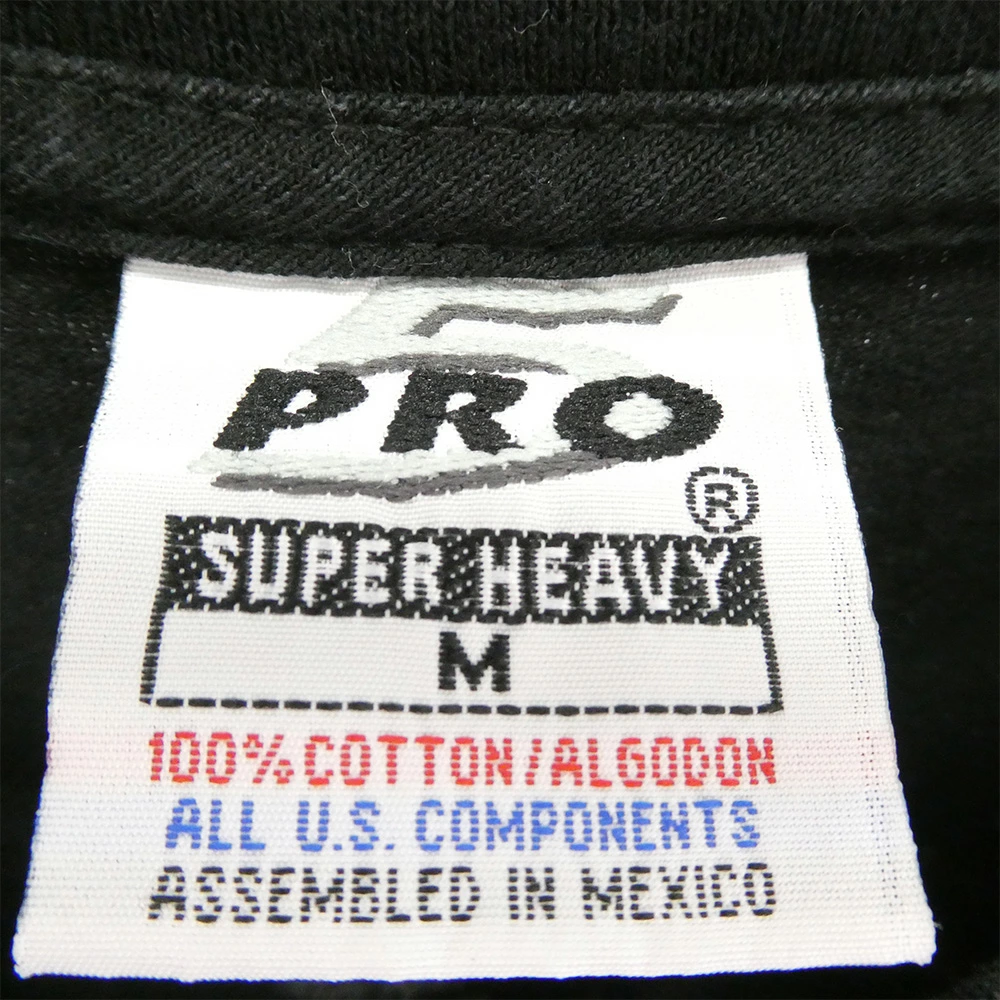 5
PRO
®
SUPER HEAVY
M
100% COTTON/ALGODON
ALL U.S. COMPONENTS
ASSEMBLED IN MEXICO